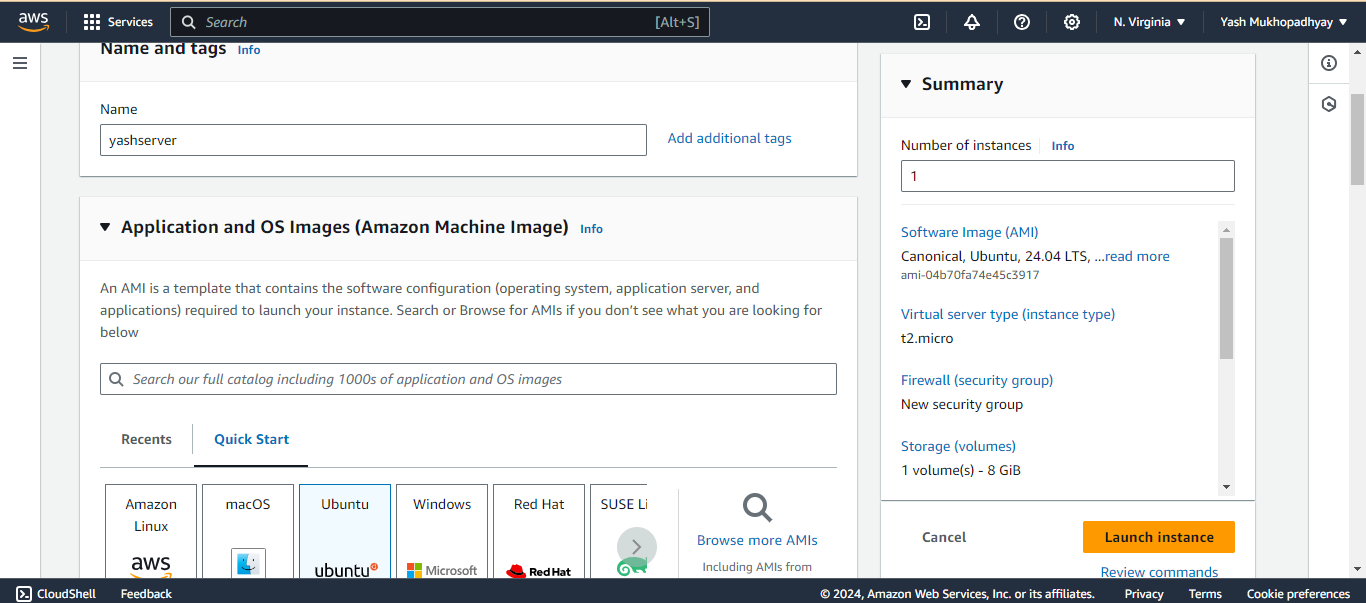 aws
Services
Search
[Alt+S]
N. Virginia
Yash Mukhopadhyay
Name and tags Info
Name
yashserver
Add additional tags
Application and OS Images (Amazon Machine Image) Info
An AMI is a template that contains the software configuration (operating system, application server, and
applications) required to launch your instance. Search or Browse for AMIs if you don't see what you are looking for
below
Search our full catalog including 1000s of application and OS images
Recents
Quick Start
Amazon
Linux
aws
macOS
Ubuntu
ubuntu
Windows
Microsoft
Red Hat
Red Hat
SUSE Li
Browse more AMIs
Including AMIs from
Summary
Number of instances Info
1
Software Image (AMI)
Canonical, Ubuntu, 24.04 LTS, ...read more
ami-04b70fa74e45c3917
Virtual server type (instance type)
t2.micro
Firewall (security group)
New security group
Storage (volumes)
1 volume(s) - 8 GiB
Cancel
Launch instance
Review commands
CloudShell
Feedback
© 2024, Amazon Web Services, Inc. or its affiliates.
Privacy
Terms
Cookie preferences